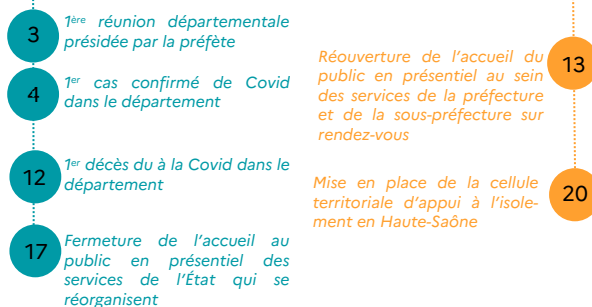 3
1ère réunion départementale
présidée par la préfète
4
1er cas confirmé de Covid
dans le département
12
1er décès du à la Covid dans le
département
17
Fermeture de l'accueil au
public en présentiel des
services de l'État qui se
réorganisent
Réouverture de l'accueil du
public en présentiel au sein
des services de la préfecture
et de la sous-préfecture sur
rendez-vous
13
Mise en place de la cellule
territoriale d'appui à l'isole-
ment en Haute-Saône
20